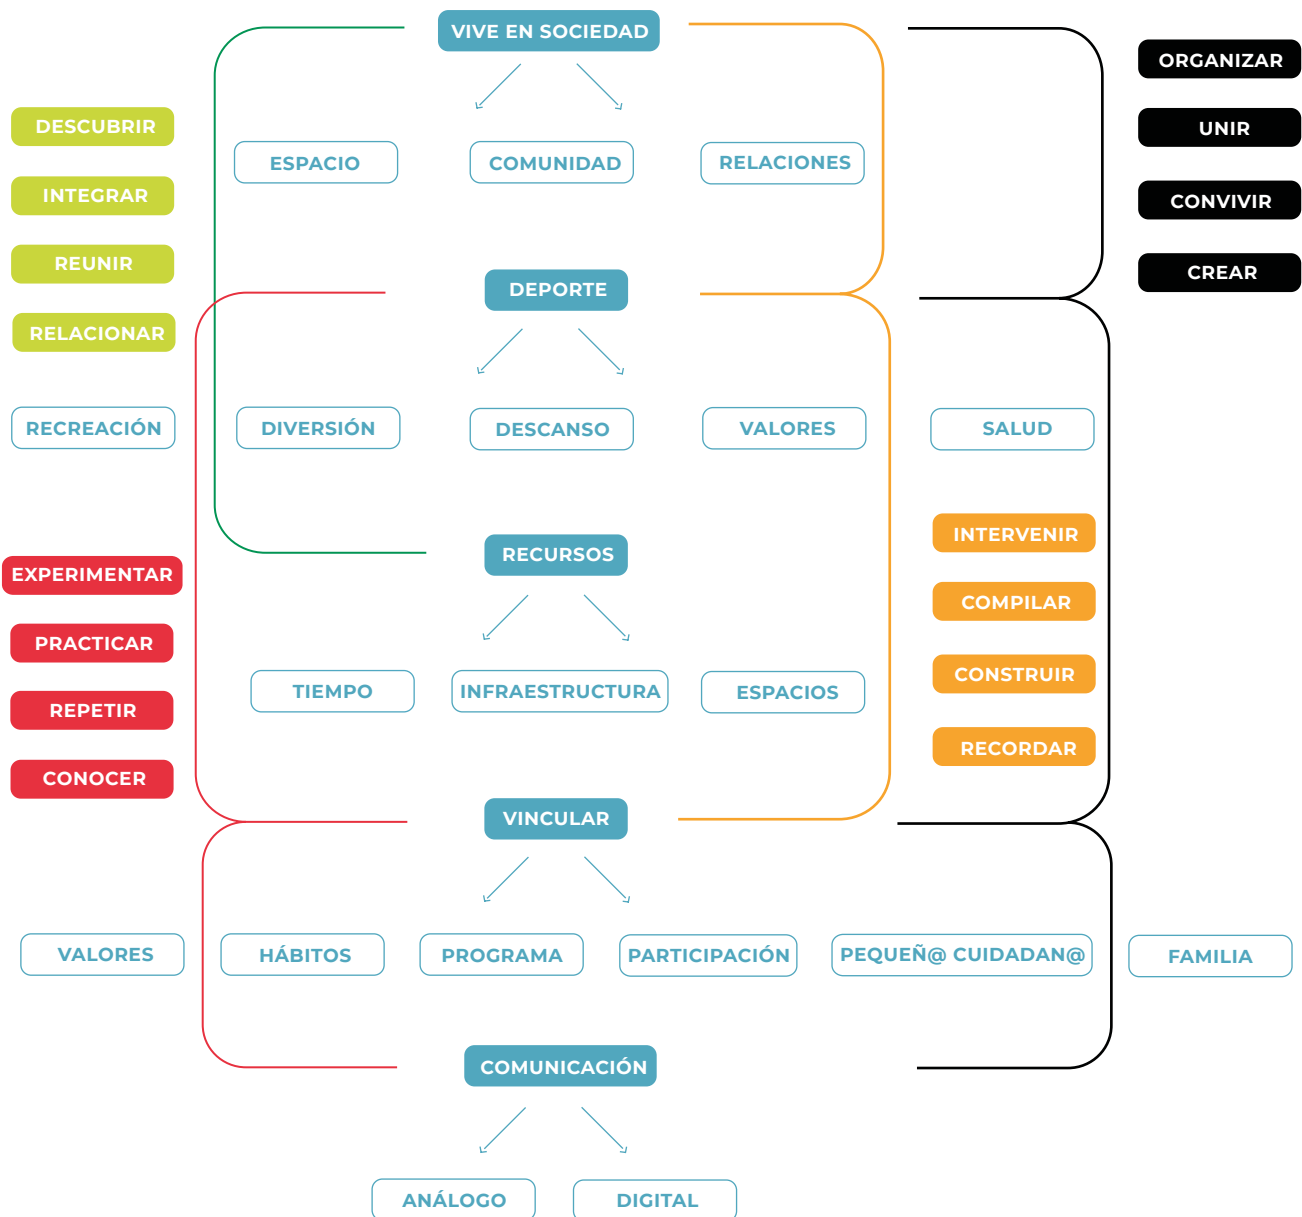 VIVE EN SOCIEDAD
ORGANIZAR
DESCUBRIR
UNIR
ESPACIO
COMUNIDAD
RELACIONES
INTEGRAR
CONVIVIR
REUNIR
CREAR
DEPORTE
RELACIONAR
RECREACIÓN
DIVERSIÓN
DESCANSO
VALORES
SALUD
INTERVENIR
RECURSOS
EXPERIMENTAR
COMPILAR
PRACTICAR
CONSTRUIR
TIEMPO
INFRAESTRUCTURA
ESPACIOS
REPETIR
RECORDAR
CONOCER
VINCULAR
VALORES
HÁBITOS
PROGRAMA
PARTICIPACIÓN
PEQUEÑ@ CUIDADAN@
FAMILIA
COMUNICACIÓN
ANÁLOGO
DIGITAL